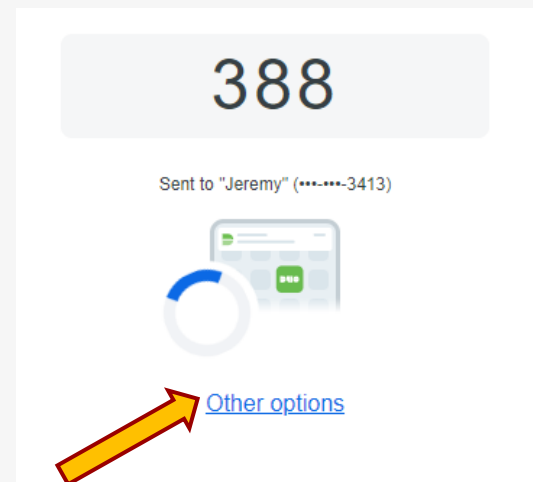 388
Sent to "Jeremy" (•••-•••-3413)
DUO
Other options